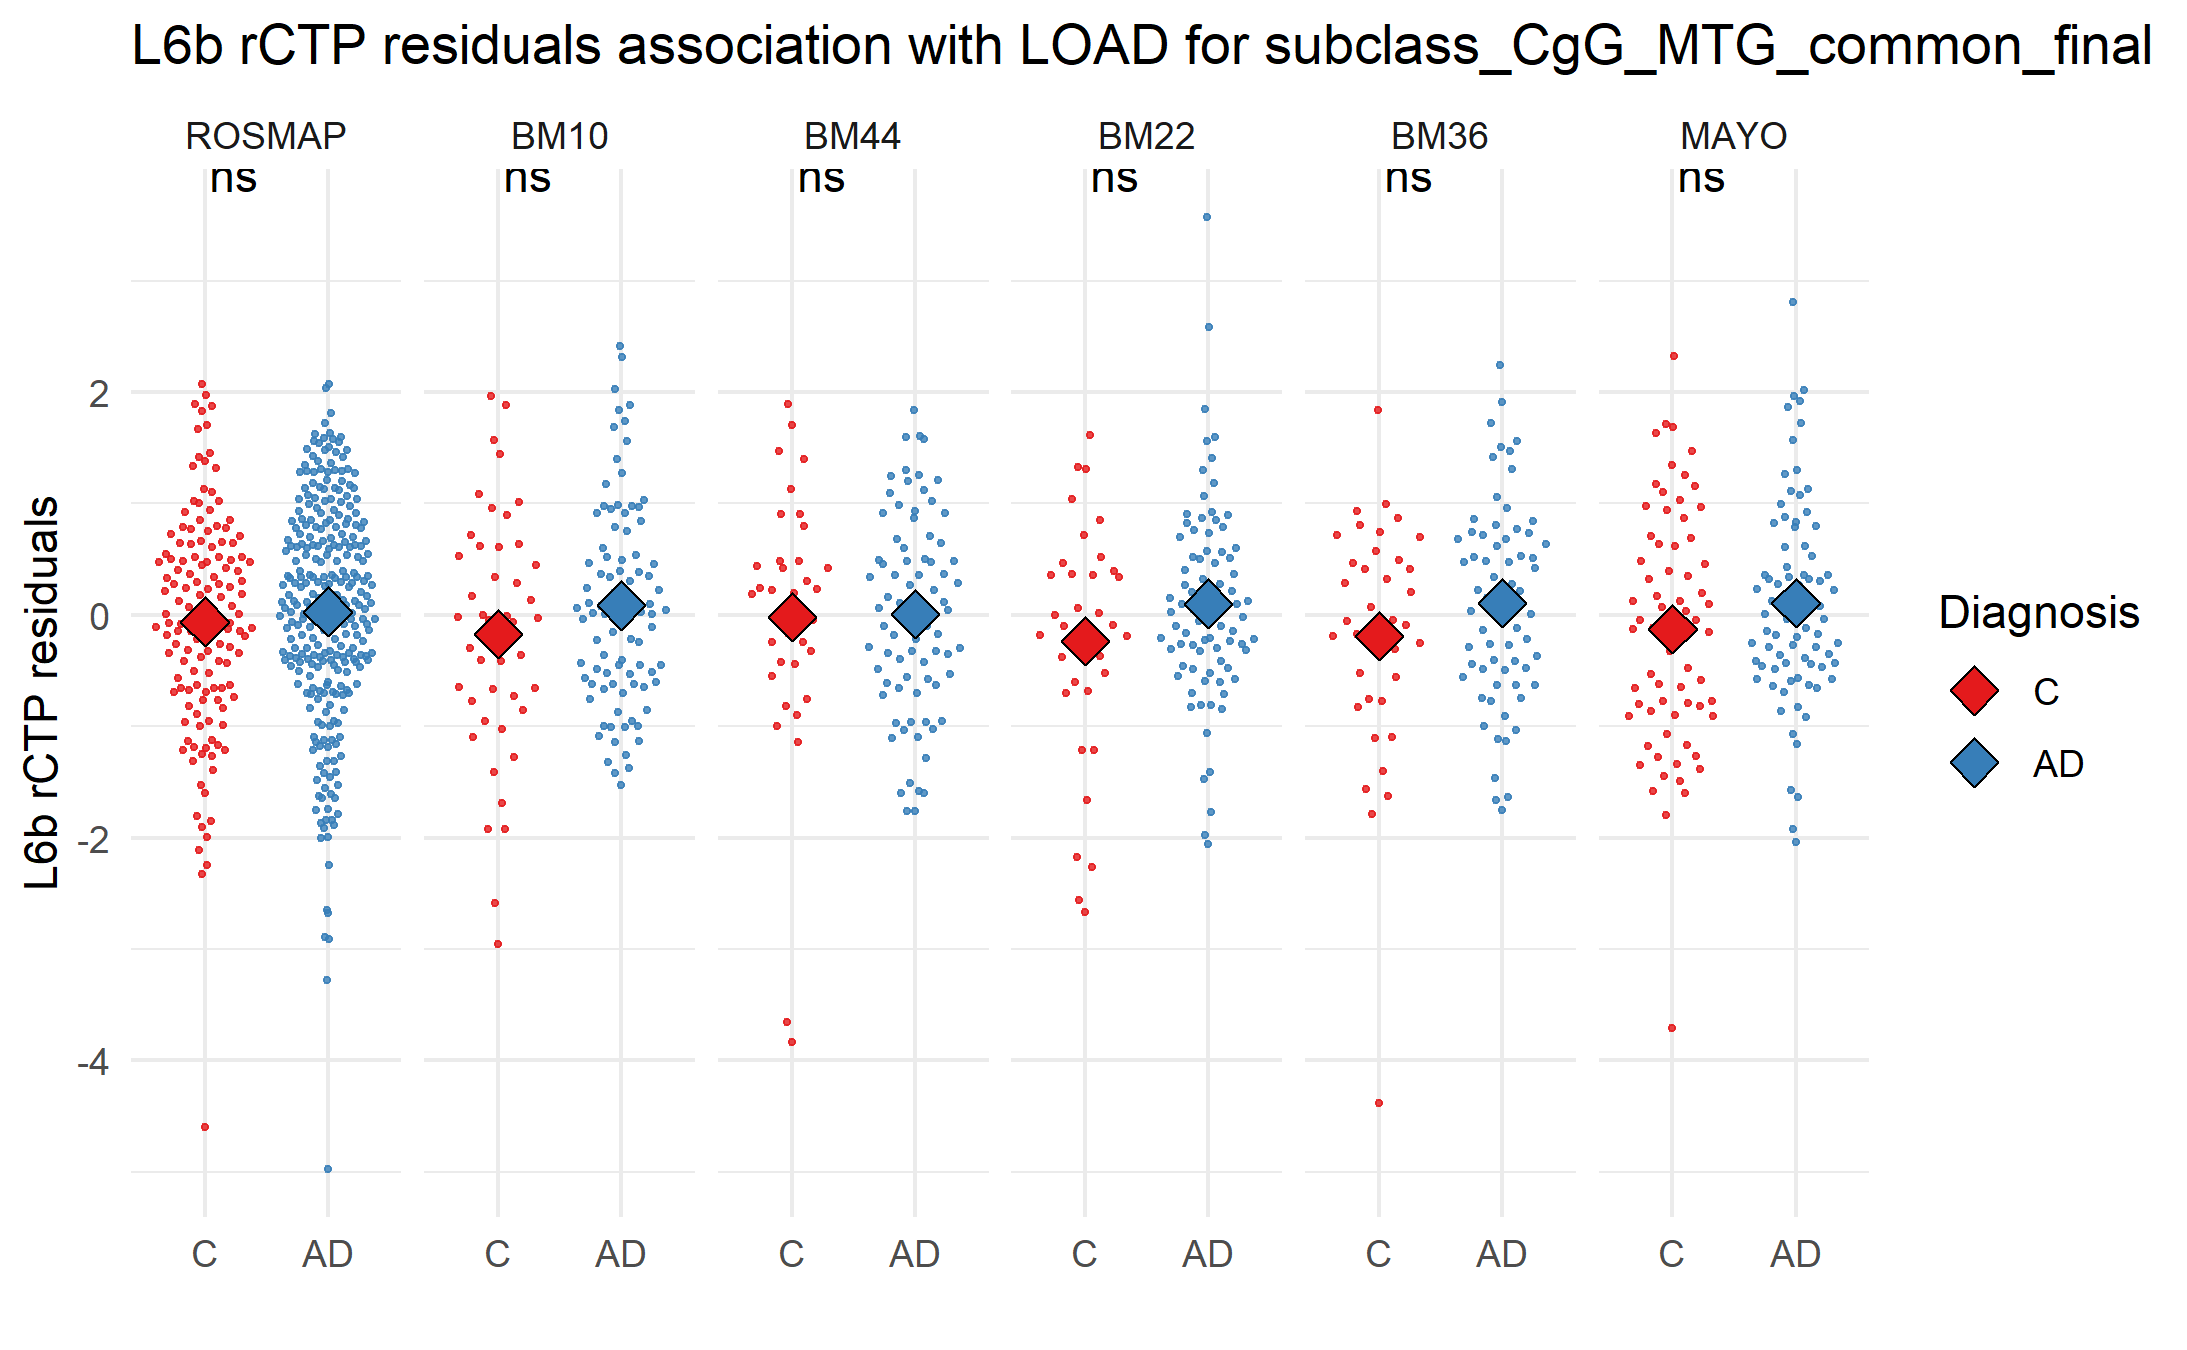 L6b rCTP residuals association with LOAD for subclass_CgG_MTG_common_final
ROSMAP BM10 BM44 BM22 BM36 MAYO
ns ns ns ns ns ns
2
0
-2
-4
L6b rCTP residuals
C AD C AD C AD C AD C AD C AD
Diagnosis
C
AD